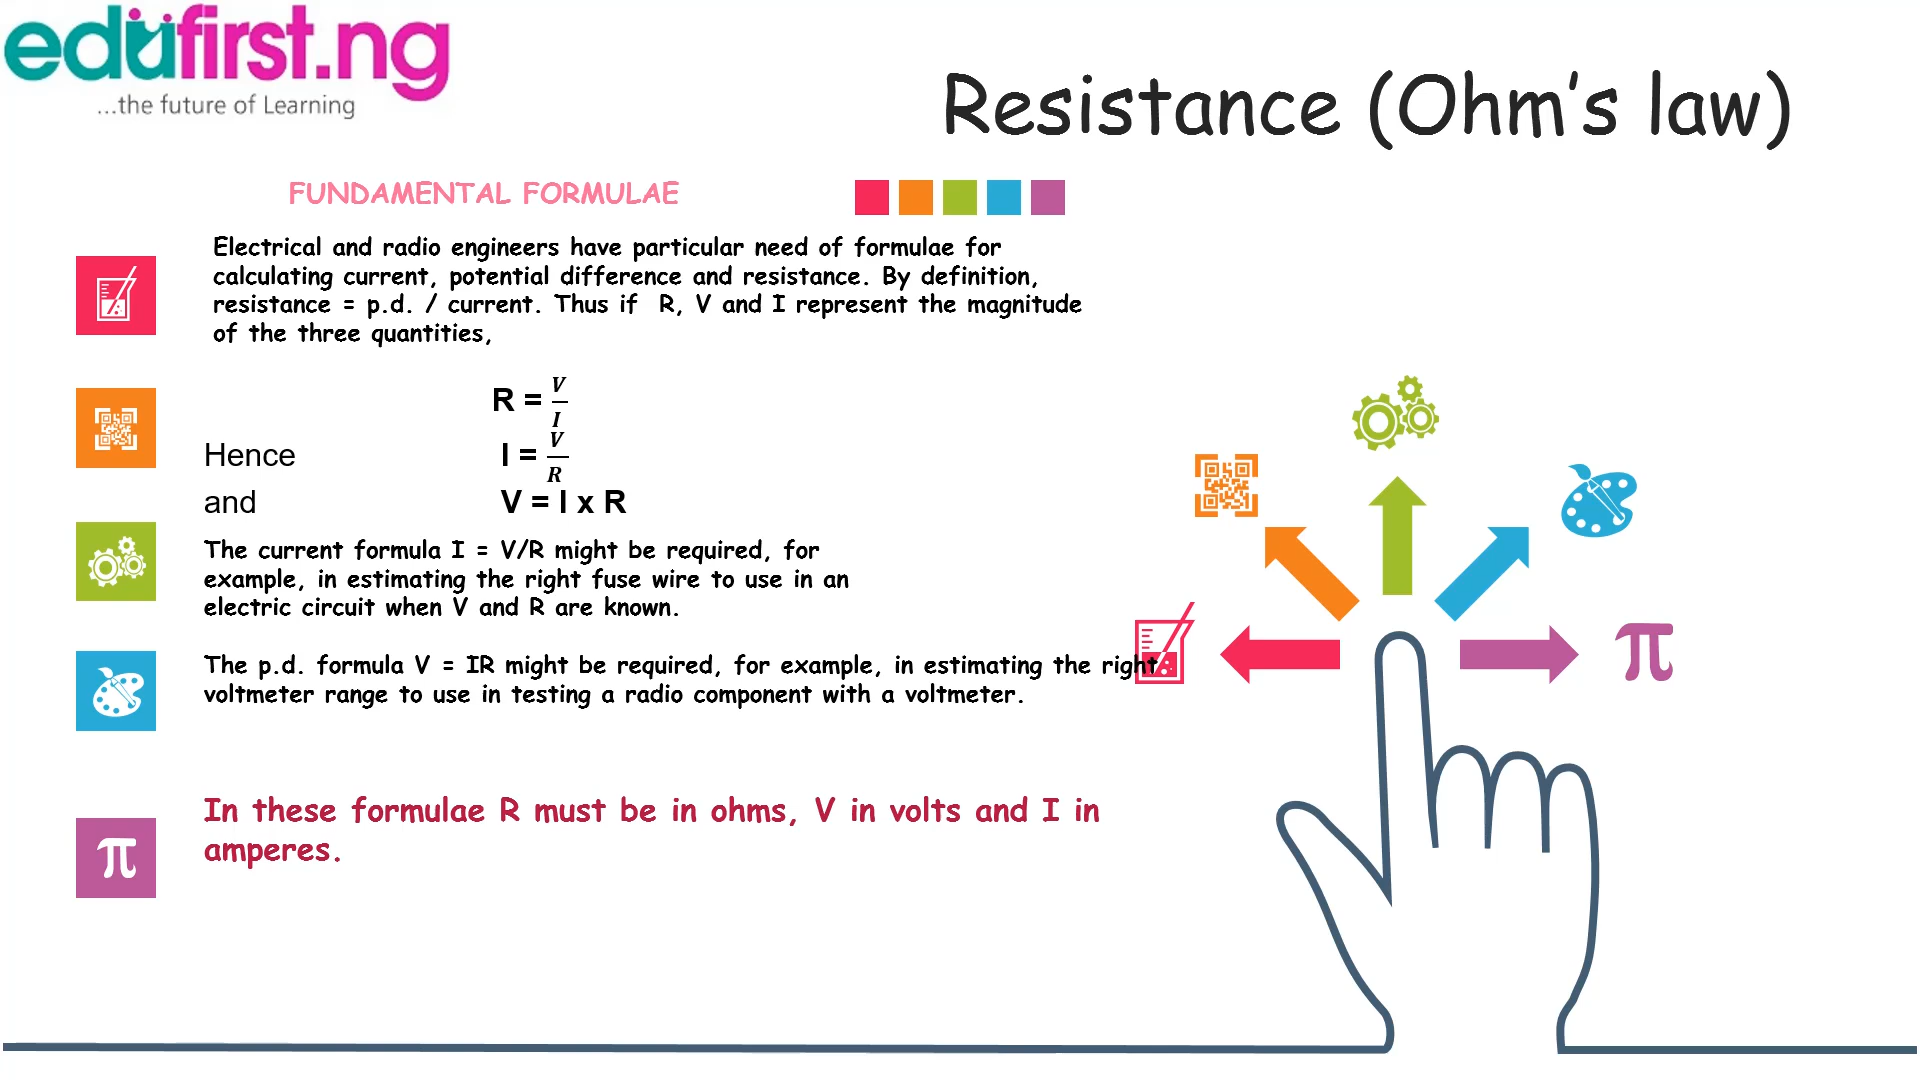 edufirst.ng
...the future of Learning
Resistance (Ohm's law)
FUNDAMENTAL FORMULAE
Electrical and radio engineers have particular need of formulae for
calculating current, potential difference and resistance. By definition,
resistance = p.d. / current. Thus if R, V and I represent the magnitude
of the three quantities,
R = V/I
Hence I = V/R
and V = I x R
The current formula I = V/R might be required, for
example, in estimating the right fuse wire to use in an
electric circuit when V and R are known.
The p.d. formula V = IR might be required, for example, in estimating the right
voltmeter range to use in testing a radio component with a voltmeter.
π
π
In these formulae R must be in ohms, V in volts and I in
amperes.